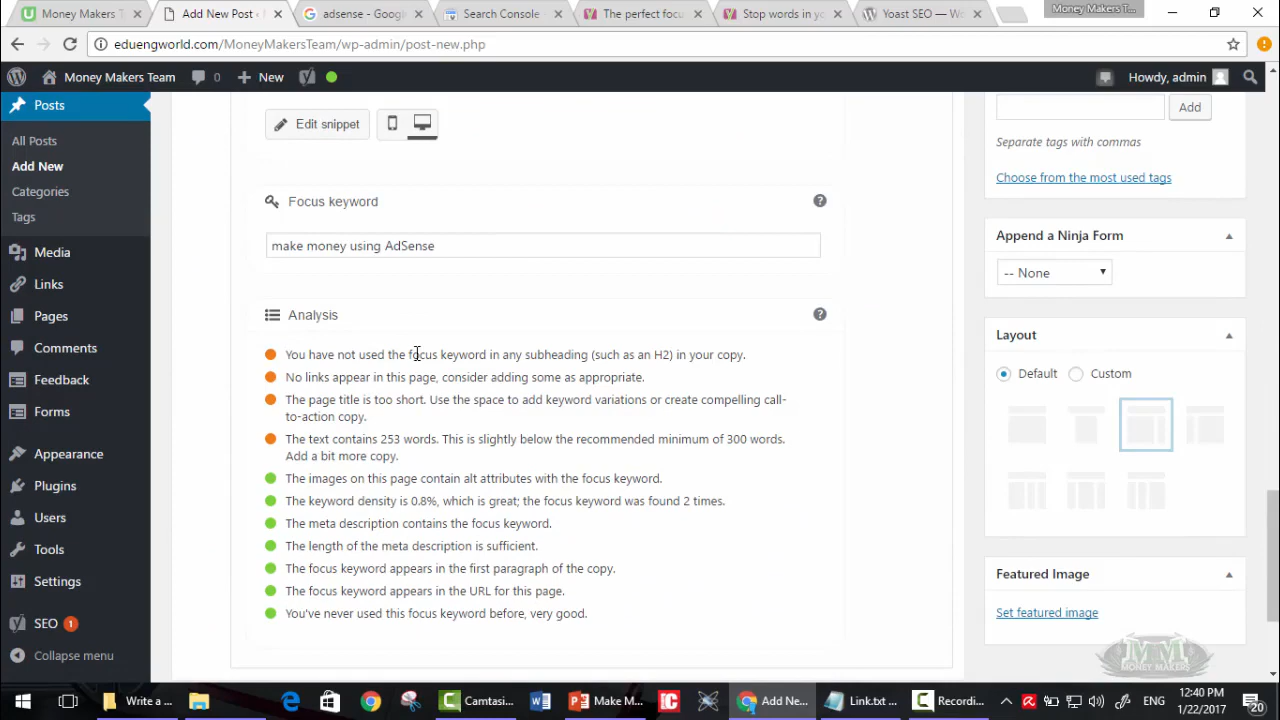 Money Makers T
Add New Post ‹
adsense - Goog
Search Console
The perfect focu
Stop words in yo
Yoast SEO — Wo
Money Makers T...
eduengworld.com/MoneyMakersTeam/wp-admin/post-new.php
Money Makers Team
0
New
Howdy, admin
Posts
All Posts
Add New
Categories
Tags
Media
Links
Pages
Comments
Feedback
Forms
Appearance
Plugins
Users
Tools
Settings
SEO 1
Collapse menu
Edit snippet
Focus keyword
make money using AdSense
Analysis
You have not used the focus keyword in any subheading (such as an H2) in your copy.
No links appear in this page, consider adding some as appropriate.
The page title is too short. Use the space to add keyword variations or create compelling call-
to-action copy.
The text contains 253 words. This is slightly below the recommended minimum of 300 words.
Add a bit more copy.
The images on this page contain alt attributes with the focus keyword.
The keyword density is 0.8%, which is great; the focus keyword was found 2 times.
The meta description contains the focus keyword.
The length of the meta description is sufficient.
The focus keyword appears in the first paragraph of the copy.
The focus keyword appears in the URL for this page.
You've never used this focus keyword before, very good.
Add
Separate tags with commas
Choose from the most used tags
Append a Ninja Form
-- None
Layout
Default
Custom
Featured Image
Set featured image
MM
MONEY MAKERS
Write a ...
Camtasi...
Make M...
Add Ne...
Link.txt ...
Recordi...
ENG
12:40 PM
1/22/2017
20